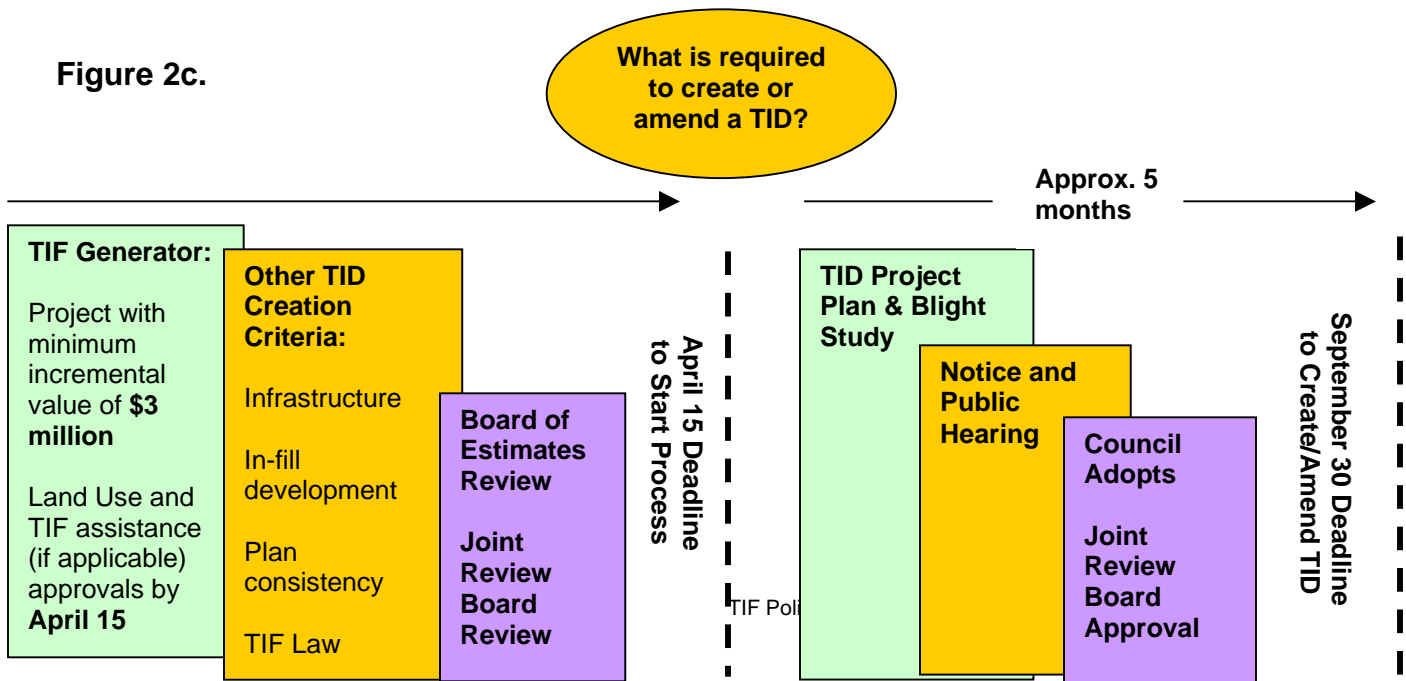 Figure 2c.
What is required
to create or
amend a TID?
Approx. 5
months
TIF Generator:
Project with
minimum
incremental
value of $3
million
Land Use and
TIF assistance
(if applicable)
approvals by
April 15
Other TID
Creation
Criteria:
Infrastructure
In-fill
development
Plan
consistency
TIF Law
Board of
Estimates
Review
Joint
Review
Board
Review
April 15 Deadline
to Start Process
TIF Poli
TID Project
Plan & Blight
Study
Notice and
Public
Hearing
Council
Adopts
Joint
Review
Board
Approval
September 30 Deadline
to Create/Amend TID